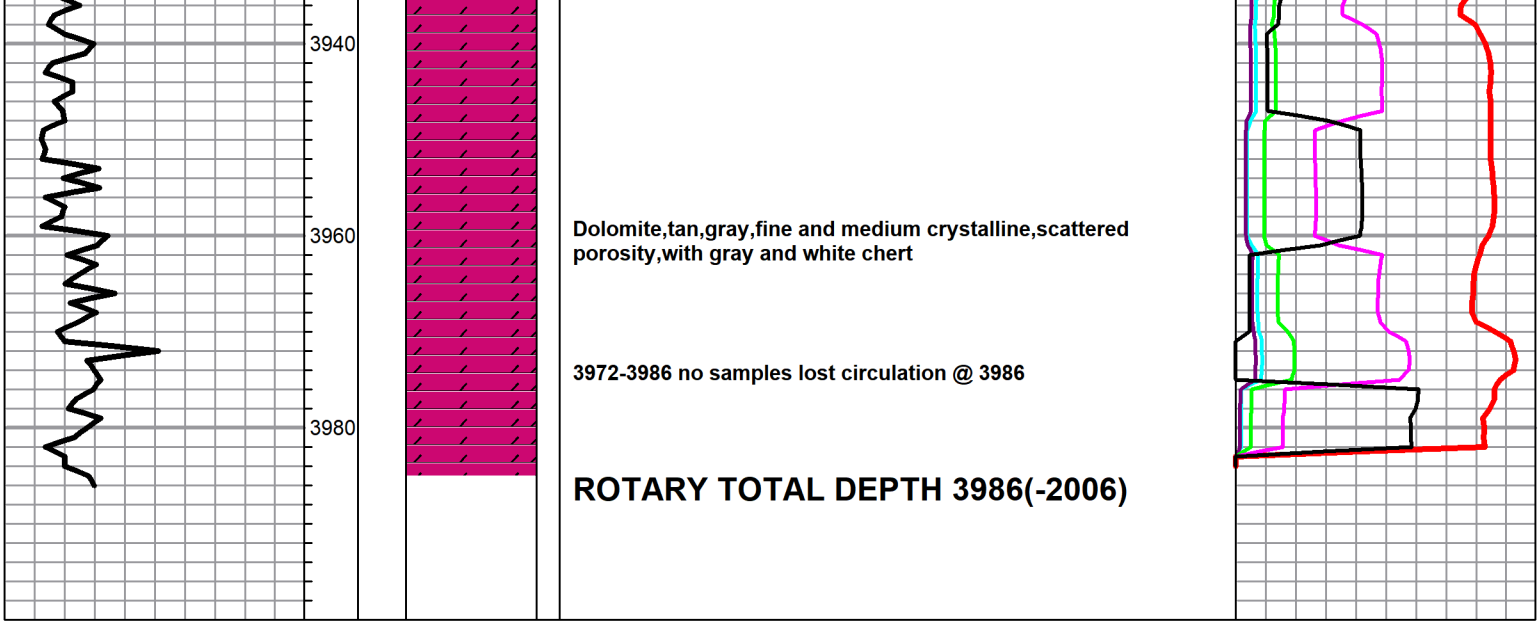 3940
3960
Dolomite,tan,gray,fine and medium crystalline,scattered
porosity,with gray and white chert
3972-3986 no samples lost circulation @ 3986
3980
ROTARY TOTAL DEPTH 3986(-2006)